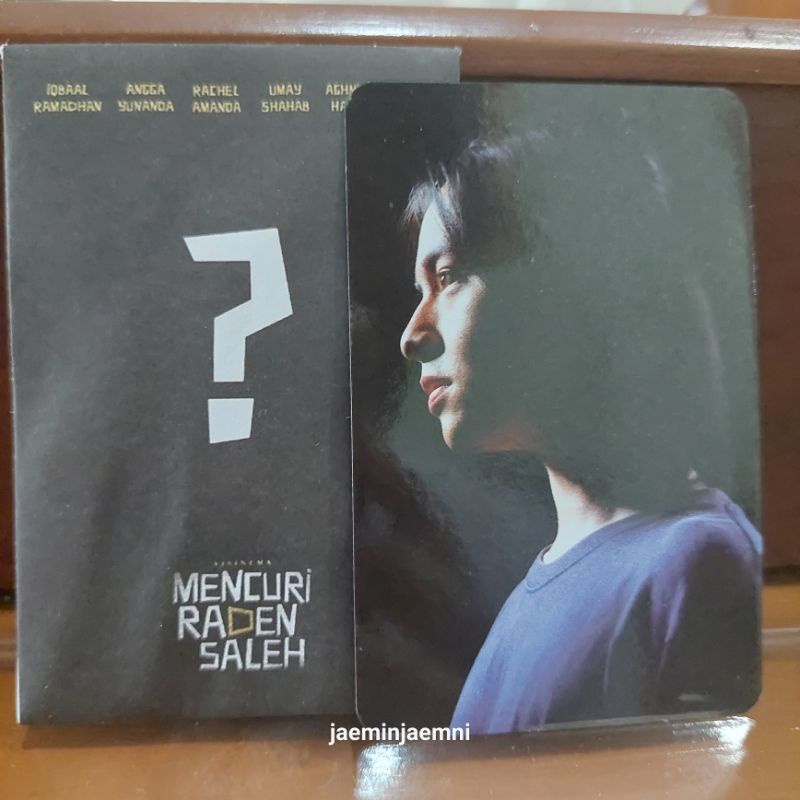 IQBAAL ANGGA RACHEL UMAY
RAMADHAN YUNANDA AMANDA SHAHAB
?
MENCURI
RADEN
SALEH
jaeminjaemni